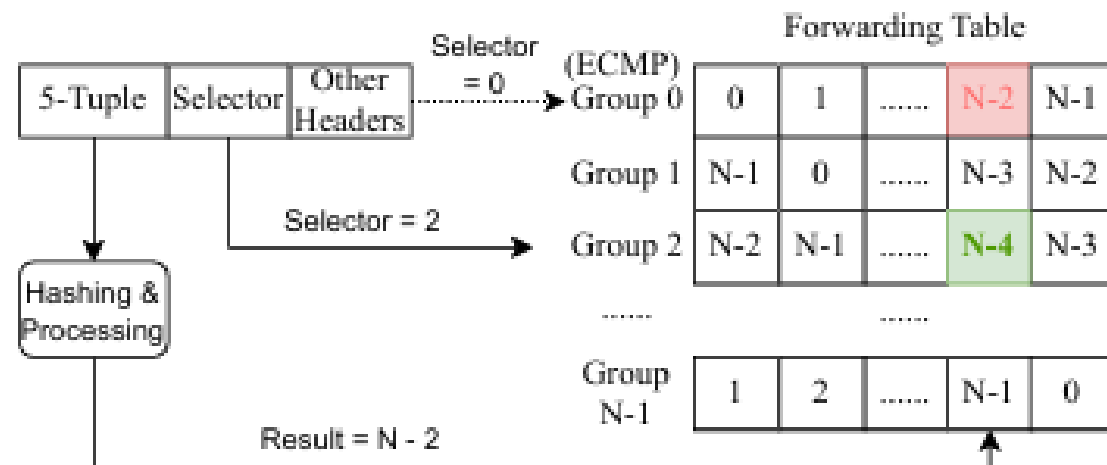 Forwarding Table
5-Tuple Selector Other Headers
Selector = 0
(ECMP)
Group 0 0 1 ...... N-2 N-1
Group 1 N-1 0 ...... N-3 N-2
Selector = 2
Group 2 N-2 N-1 ...... N-4 N-3
Hashing &
Processing
...... ......
Group
N-1 1 2 ...... N-1 0
Result = N - 2